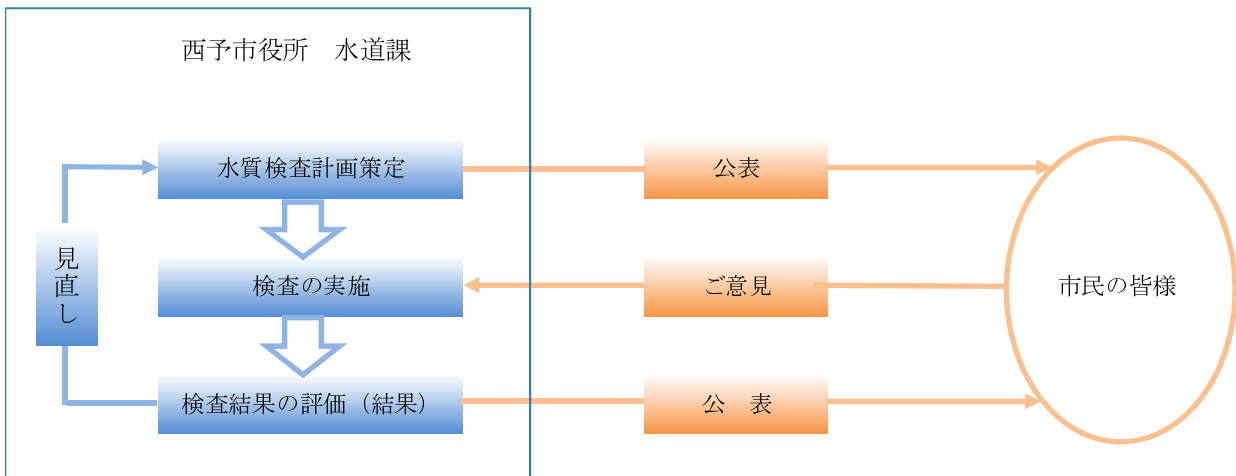 西予市役所　水道課
水質検査計画策定
公表
見直し
検査の実施
ご意見
市民の皆様
検査結果の評価（結果）
公　表